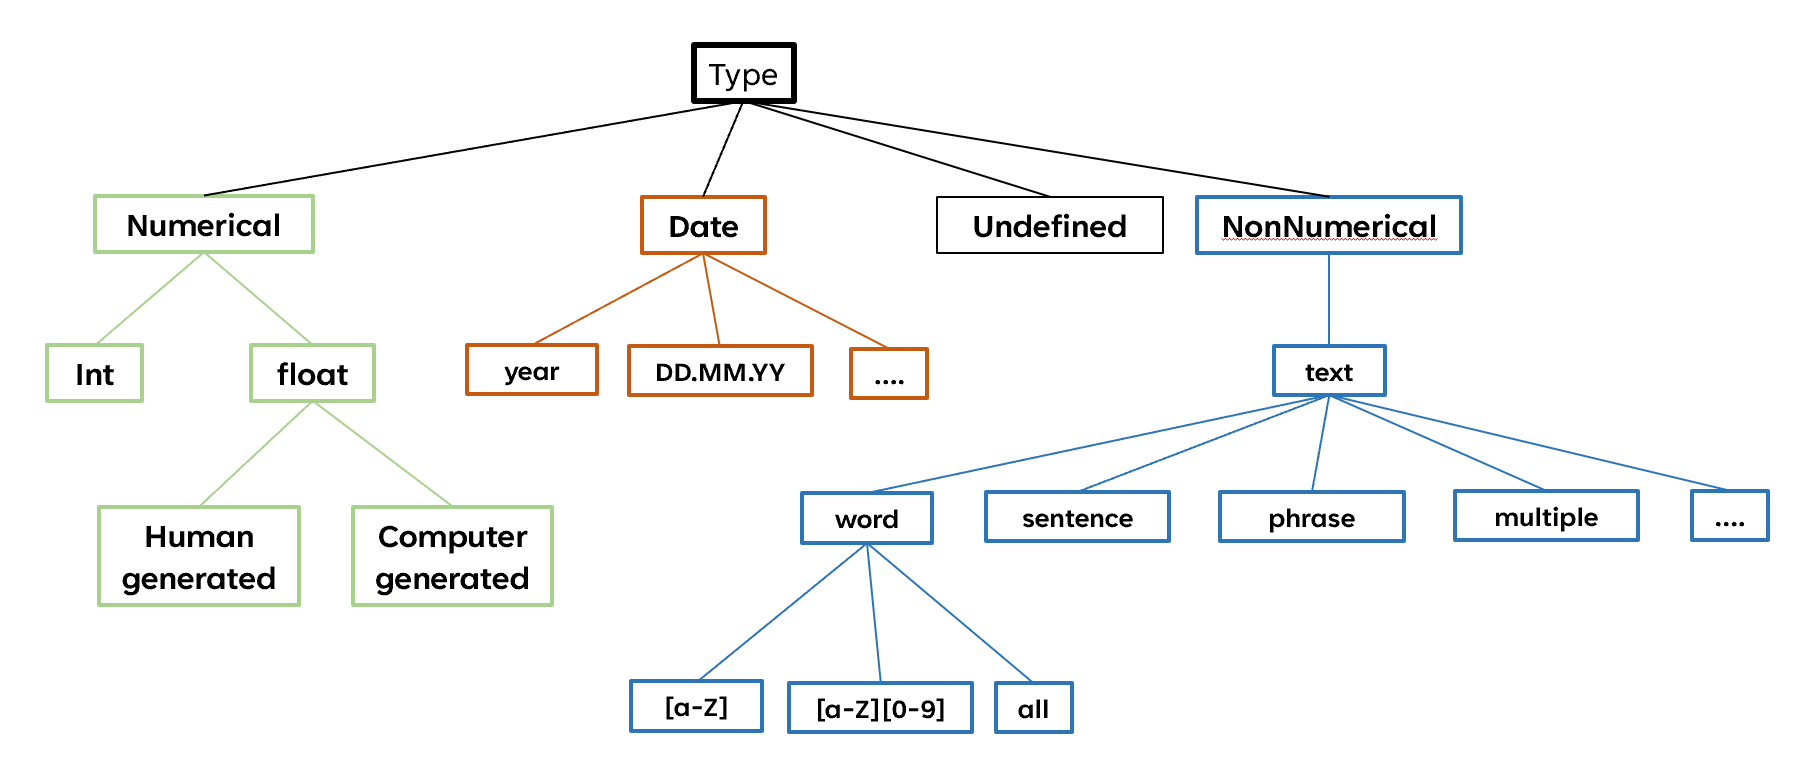 Type
Numerical
Date
Undefined
NonNumerical
Int
float
year
DD.MM.YY
....
text
Human
generated
Computer
generated
word
sentence
phrase
multiple
....
[a-Z]
[a-Z][0-9]
all